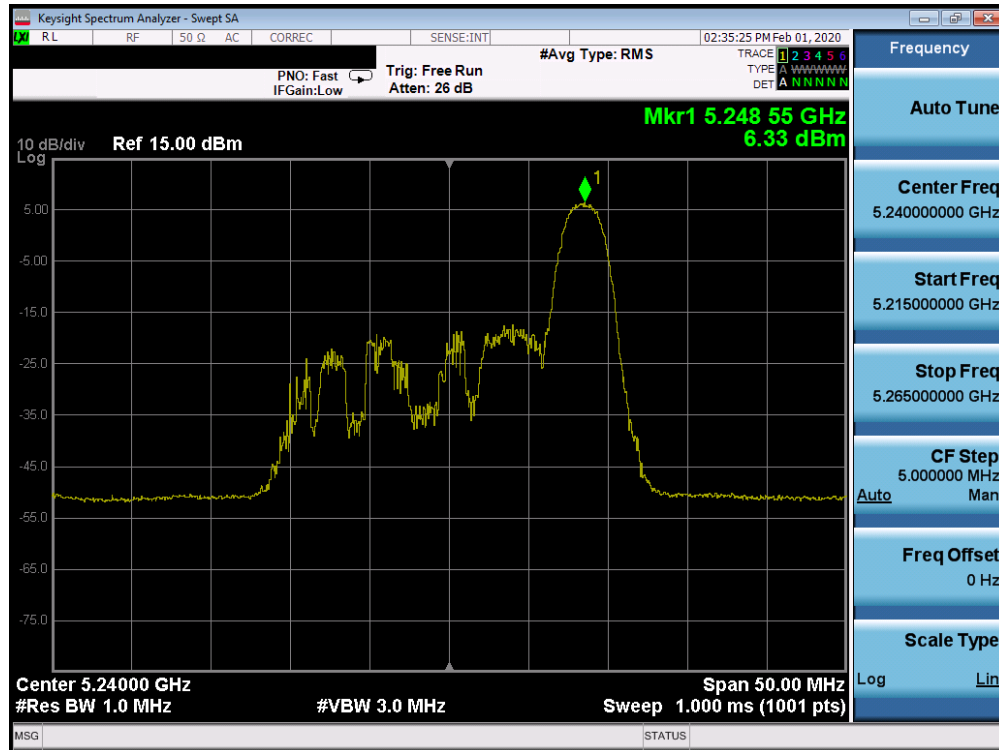 Keysight Spectrum Analyzer - Swept SA
LXI RL RF 50 Ω AC CORREC SENSE:INT 02:35:25 PM Feb 01, 2020
PNO: Fast
IFGain:Low
Trig: Free Run
Atten: 26 dB
#Avg Type: RMS
TRACE 1 2 3 4 5 6
TYPE A WWWWW
DET A N N N N N
Mkr1 5.248 55 GHz
6.33 dBm
10 dB/div Ref 15.00 dBm
Log
1
5.00
-5.00
-15.0
-25.0
-35.0
-45.0
-55.0
-65.0
-75.0
Center 5.24000 GHz Span 50.00 MHz
#Res BW 1.0 MHz #VBW 3.0 MHz Sweep 1.000 ms (1001 pts)
MSG STATUS
Frequency
Auto Tune
Center Freq
5.240000000 GHz
Start Freq
5.215000000 GHz
Stop Freq
5.265000000 GHz
CF Step
5.000000 MHz
Auto Man
Freq Offset
0 Hz
Scale Type
Log Lin